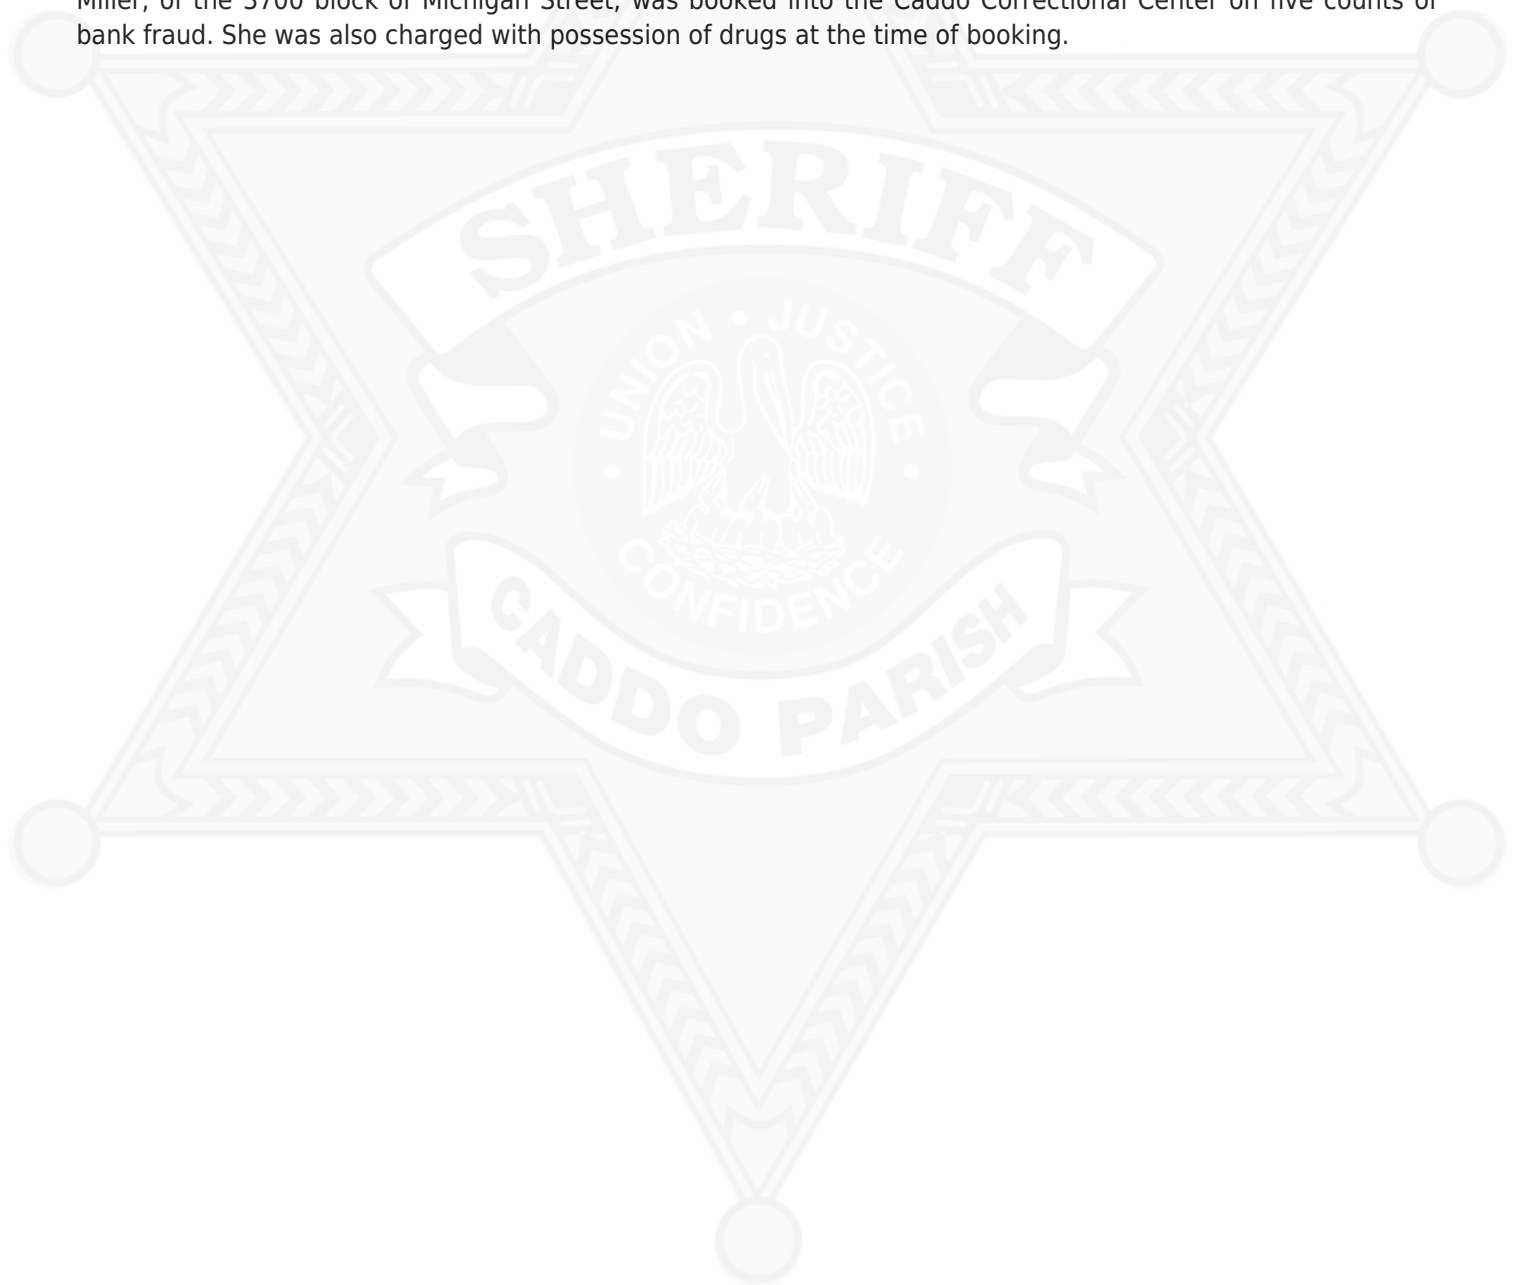 Miller, of the 3700 block of Michigan Street, was booked into the Caddo Correctional Center on five counts of
bank fraud. She was also charged with possession of drugs at the time of booking.
SHERIFF
UNION • JUSTICE
• CONFIDENCE •
CADDO PARISH